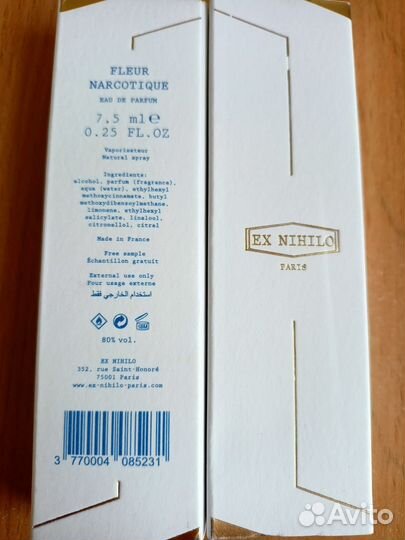 FLEUR
NARCOTIQUE
EAU DE PARFUM
7.5 ml ℮
0.25 FL.OZ
Vaporisateur
Natural spray
Ingredients:
alcohol, parfum (fragrance),
aqua (water), ethylhexyl
methoxycinnamate, butyl
methoxydibenzoylmethane,
limonene, ethylhexyl
salicylate, linalool,
citronellol, citral
Made in France
Free sample
Échantillon gratuit
External use only
Pour usage externe
استخدام الخارجي فقط
80% vol.
EX NIHILO
352, rue Saint-Honoré
75001 Paris
www.ex-nihilo-paris.com
3 770004 085231
EX NIHILO
PARIS
Avito